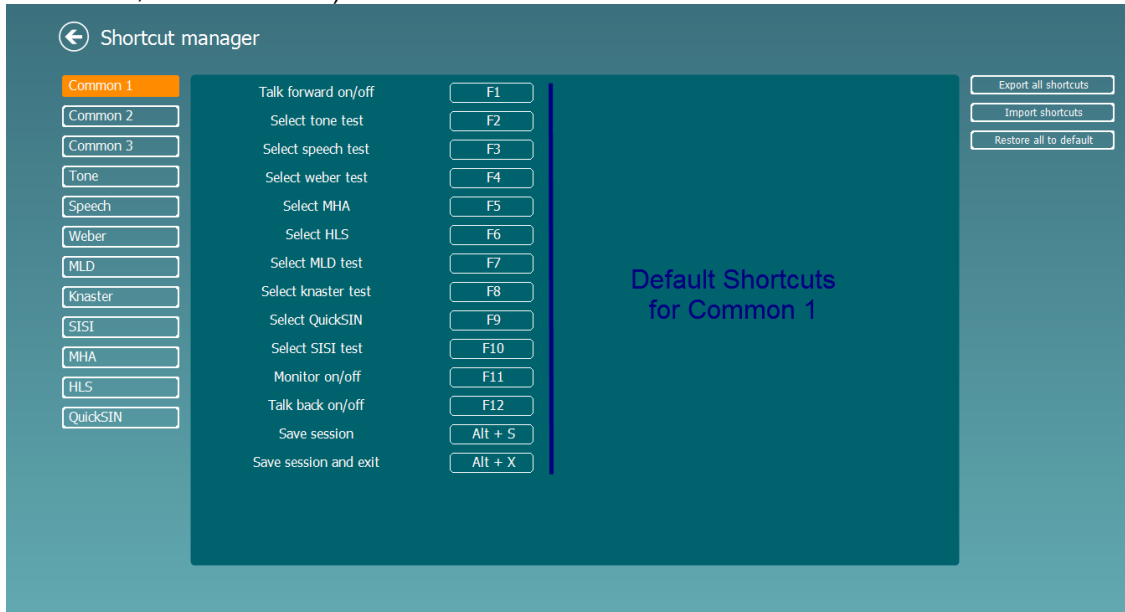 Shortcut manager
Common 1
Common 2
Common 3
Tone
Speech
Weber
MLD
Knaster
SISI
MHA
HLS
QuickSIN
Talk forward on/off F1
Select tone test F2
Select speech test F3
Select weber test F4
Select MHA F5
Select HLS F6
Select MLD test F7
Select knaster test F8
Select QuickSIN F9
Select SISI test F10
Monitor on/off F11
Talk back on/off F12
Save session Alt + S
Save session and exit Alt + X
Default Shortcuts
for Common 1
Export all shortcuts
Import shortcuts
Restore all to default